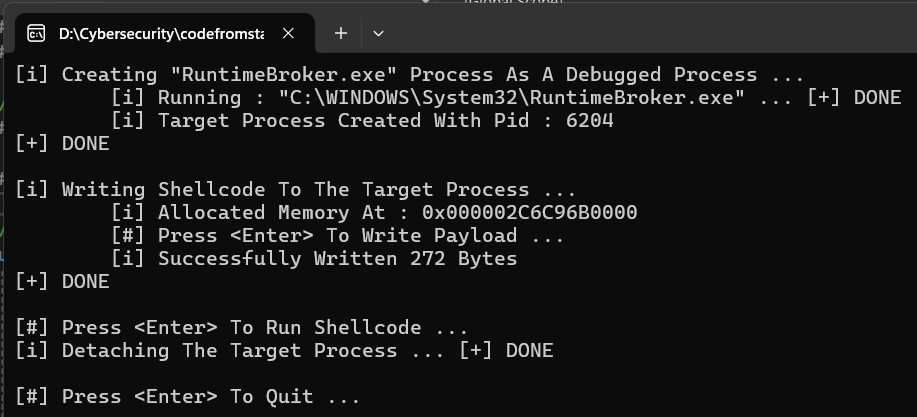 D:\Cybersecurity\codefromsta
[i] Creating "RuntimeBroker.exe" Process As A Debugged Process ...
[i] Running : "C:\WINDOWS\System32\RuntimeBroker.exe" ... [+] DONE
[i] Target Process Created With Pid : 6204
[+] DONE
[i] Writing Shellcode To The Target Process ...
[i] Allocated Memory At : 0x000002C6C96B0000
[#] Press <Enter> To Write Payload ...
[i] Successfully Written 272 Bytes
[+] DONE
[#] Press <Enter> To Run Shellcode ...
[i] Detaching The Target Process ... [+] DONE
[#] Press <Enter> To Quit ...